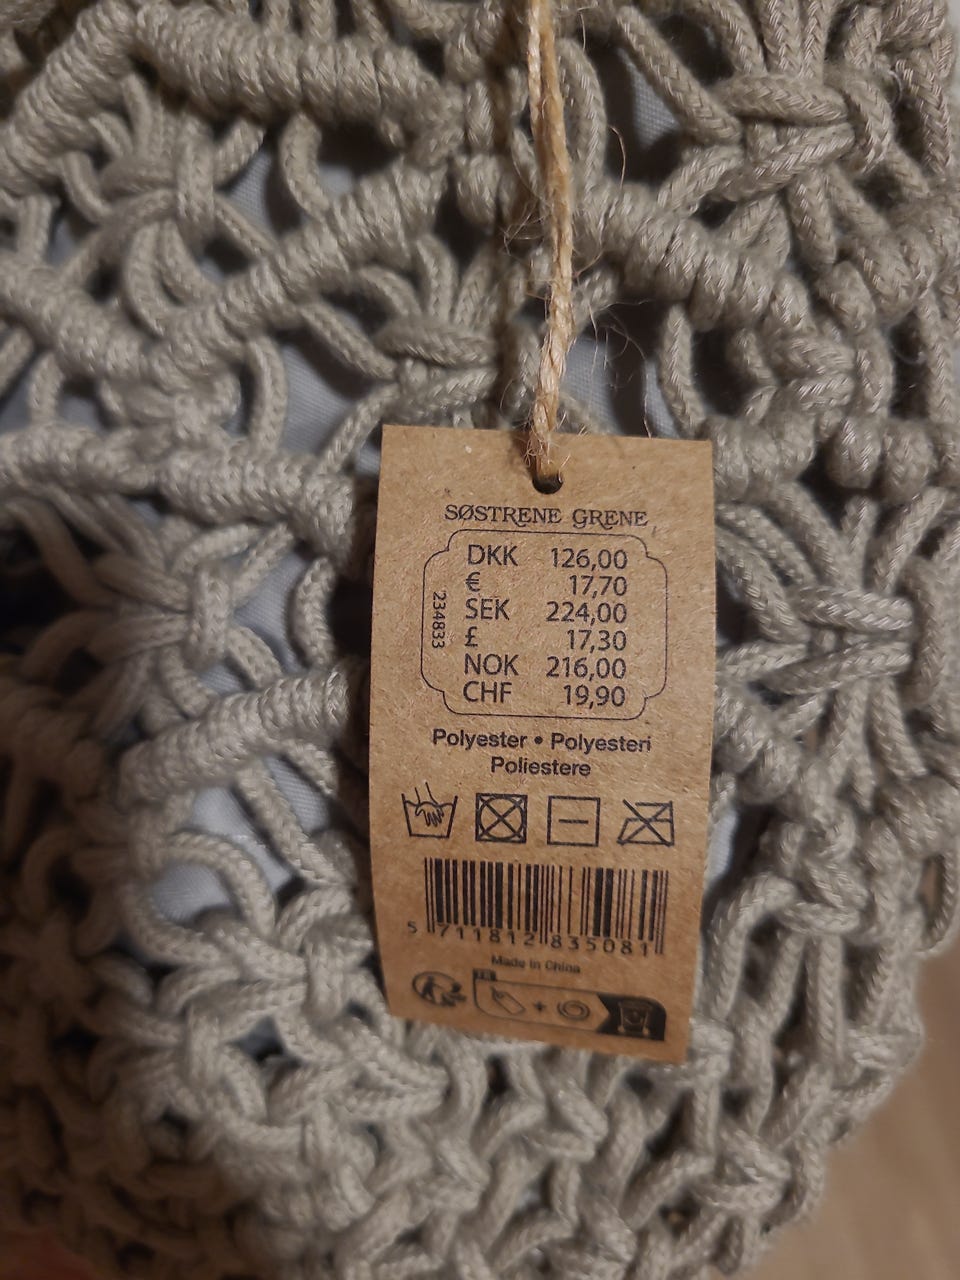 SØSTRENE GRENE
DKK 126,00
€ 17,70
SEK 224,00
£ 17,30
NOK 216,00
CHF 19,90
234833
Polyester • Polyesteri
Poliestere
5 711812 835081
Made in China
FR
+